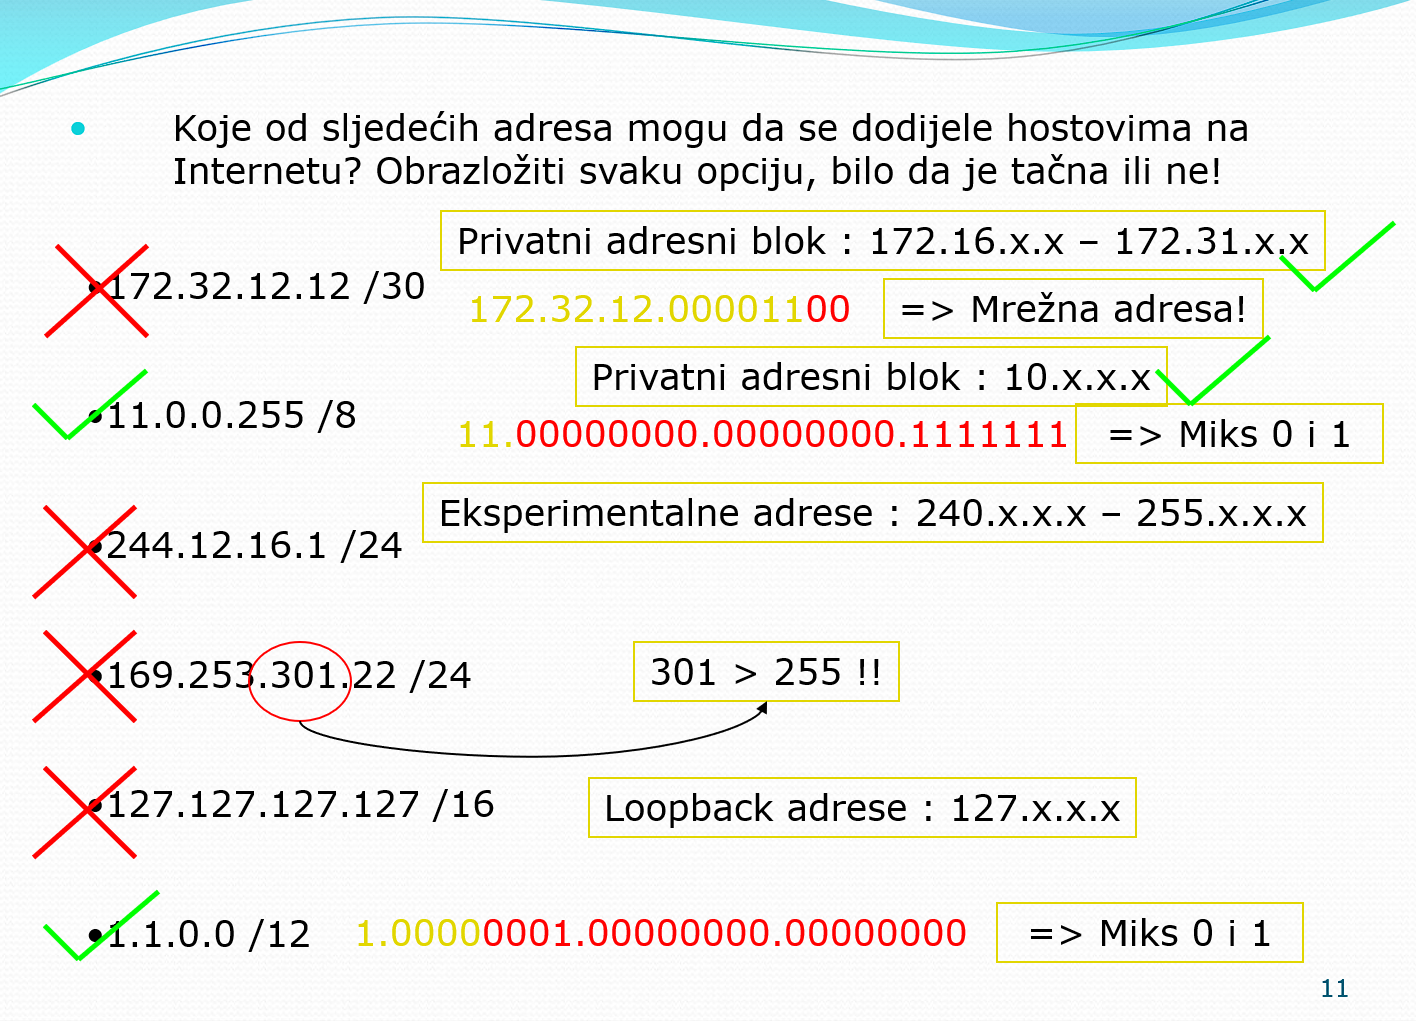 Koje od sljedećih adresa mogu da se dodijele hostovima na
Internetu? Obrazložiti svaku opciju, bilo da je tačna ili ne!
Privatni adresni blok : 172.16.x.x – 172.31.x.x
•172.32.12.12 /30
172.32.12.00001100 => Mrežna adresa!
Privatni adresni blok : 10.x.x.x
•11.0.0.255 /8
11.00000000.00000000.1111111 => Miks 0 i 1
Eksperimentalne adrese : 240.x.x.x – 255.x.x.x
•244.12.16.1 /24
•169.253.301.22 /24 301 > 255 !!
•127.127.127.127 /16 Loopback adrese : 127.x.x.x
•1.1.0.0 /12 1.00000001.00000000.00000000 => Miks 0 i 1
11